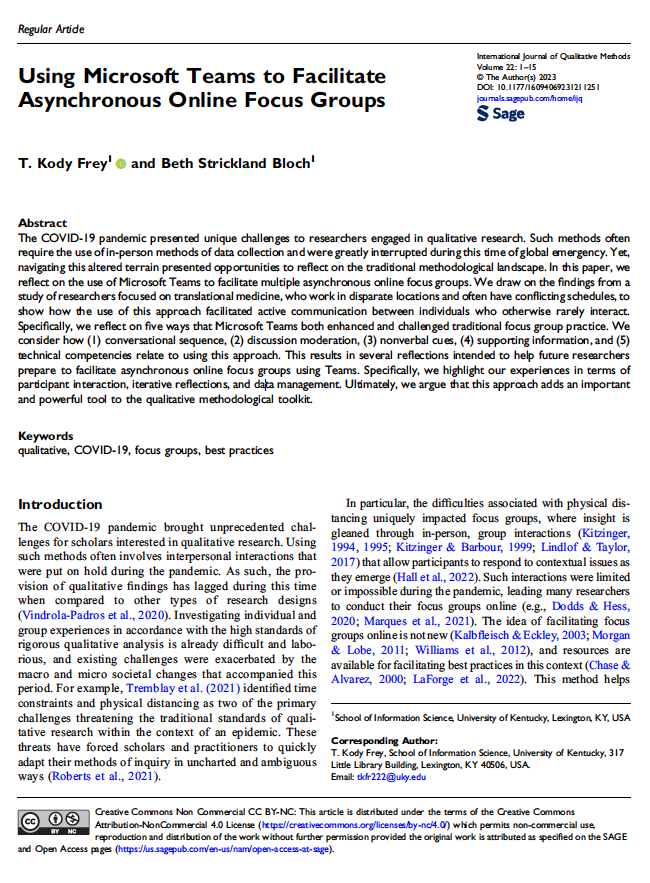 Regular Article
International Journal of Qualitative Methods
Volume 22: 1–15
© The Author(s) 2023
DOI: 10.1177/16094069231211251
journals.sagepub.com/home/ijq
Sage
Using Microsoft Teams to Facilitate
Asynchronous Online Focus Groups
T. Kody Frey1 and Beth Strickland Bloch1
Abstract
The COVID-19 pandemic presented unique challenges to researchers engaged in qualitative research. Such methods often
require the use of in-person methods of data collection and were greatly interrupted during this time of global emergency. Yet,
navigating this altered terrain presented opportunities to reflect on the traditional methodological landscape. In this paper, we
reflect on the use of Microsoft Teams to facilitate multiple asynchronous online focus groups. We draw on the findings from a
study of researchers focused on translational medicine, who work in disparate locations and often have conflicting schedules, to
show how the use of this approach facilitated active communication between individuals who otherwise rarely interact.
Specifically, we reflect on five ways that Microsoft Teams both enhanced and challenged traditional focus group practice. We
consider how (1) conversational sequence, (2) discussion moderation, (3) nonverbal cues, (4) supporting information, and (5)
technical competencies relate to using this approach. This results in several reflections intended to help future researchers
prepare to facilitate asynchronous online focus groups using Teams. Specifically, we highlight our experiences in terms of
participant interaction, iterative reflections, and data management. Ultimately, we argue that this approach adds an important
and powerful tool to the qualitative methodological toolkit.
Keywords
qualitative, COVID-19, focus groups, best practices
Introduction
The COVID-19 pandemic brought unprecedented chal-
lenges for scholars interested in qualitative research. Using
such methods often involves interpersonal interactions that
were put on hold during the pandemic. As such, the pro-
vision of qualitative findings has lagged during this time
when compared to other types of research designs
(Vindrola-Padros et al., 2020). Investigating individual and
group experiences in accordance with the high standards of
rigorous qualitative analysis is already difficult and labo-
rious, and existing challenges were exacerbated by the
macro and micro societal changes that accompanied this
period. For example, Tremblay et al. (2021) identified time
constraints and physical distancing as two of the primary
challenges threatening the traditional standards of quali-
tative research within the context of an epidemic. These
threats have forced scholars and practitioners to quickly
adapt their methods of inquiry in uncharted and ambiguous
ways (Roberts et al., 2021).
In particular, the difficulties associated with physical dis-
tancing uniquely impacted focus groups, where insight is
gleaned through in-person, group interactions (Kitzinger,
1994, 1995; Kitzinger & Barbour, 1999; Lindlof & Taylor,
2017) that allow participants to respond to contextual issues as
they emerge (Hall et al., 2022). Such interactions were limited
or impossible during the pandemic, leading many researchers
to conduct their focus groups online (e.g., Dodds & Hess,
2020; Marques et al., 2021). The idea of facilitating focus
groups online is not new (Kalbfleisch & Eckley, 2003; Morgan
& Lobe, 2011; Williams et al., 2012), and resources are
available for facilitating best practices in this context (Chase &
Alvarez, 2000; LaForge et al., 2022). This method helps
1School of Information Science, University of Kentucky, Lexington, KY, USA
Corresponding Author:
T. Kody Frey, School of Information Science, University of Kentucky, 317
Little Library Building, Lexington, KY 40506, USA.
Email: tkfr222@uky.edu
CC BY NC
Creative Commons Non Commercial CC BY-NC: This article is distributed under the terms of the Creative Commons
Attribution-NonCommercial 4.0 License (https://creativecommons.org/licenses/by-nc/4.0/) which permits non-commercial use,
reproduction and distribution of the work without further permission provided the original work is attributed as specified on the SAGE
and Open Access pages (https://us.sagepub.com/en-us/nam/open-access-at-sage).